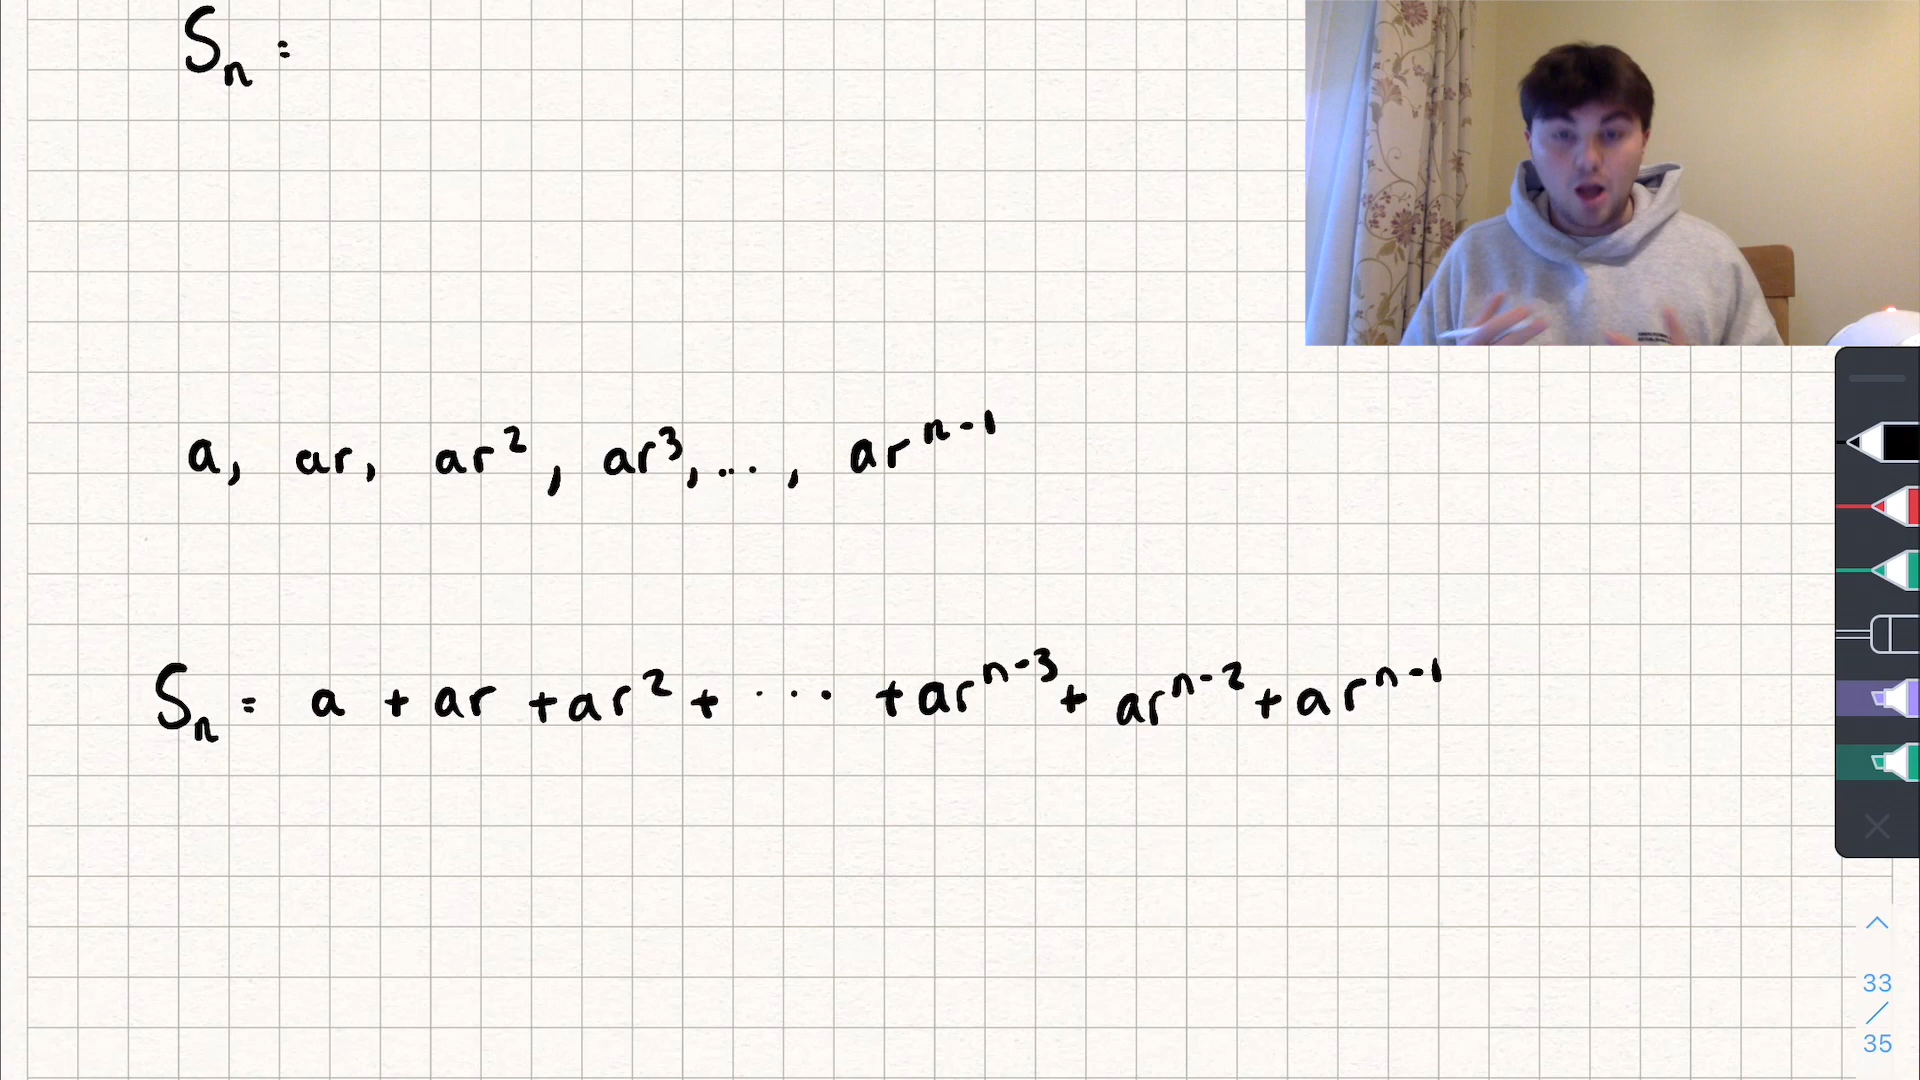 Sₙ =
a, ar, ar², ar³, ... , arⁿ⁻¹
Sₙ = a + ar + ar² + ··· + arⁿ⁻³ + arⁿ⁻² + arⁿ⁻¹
33
/
35